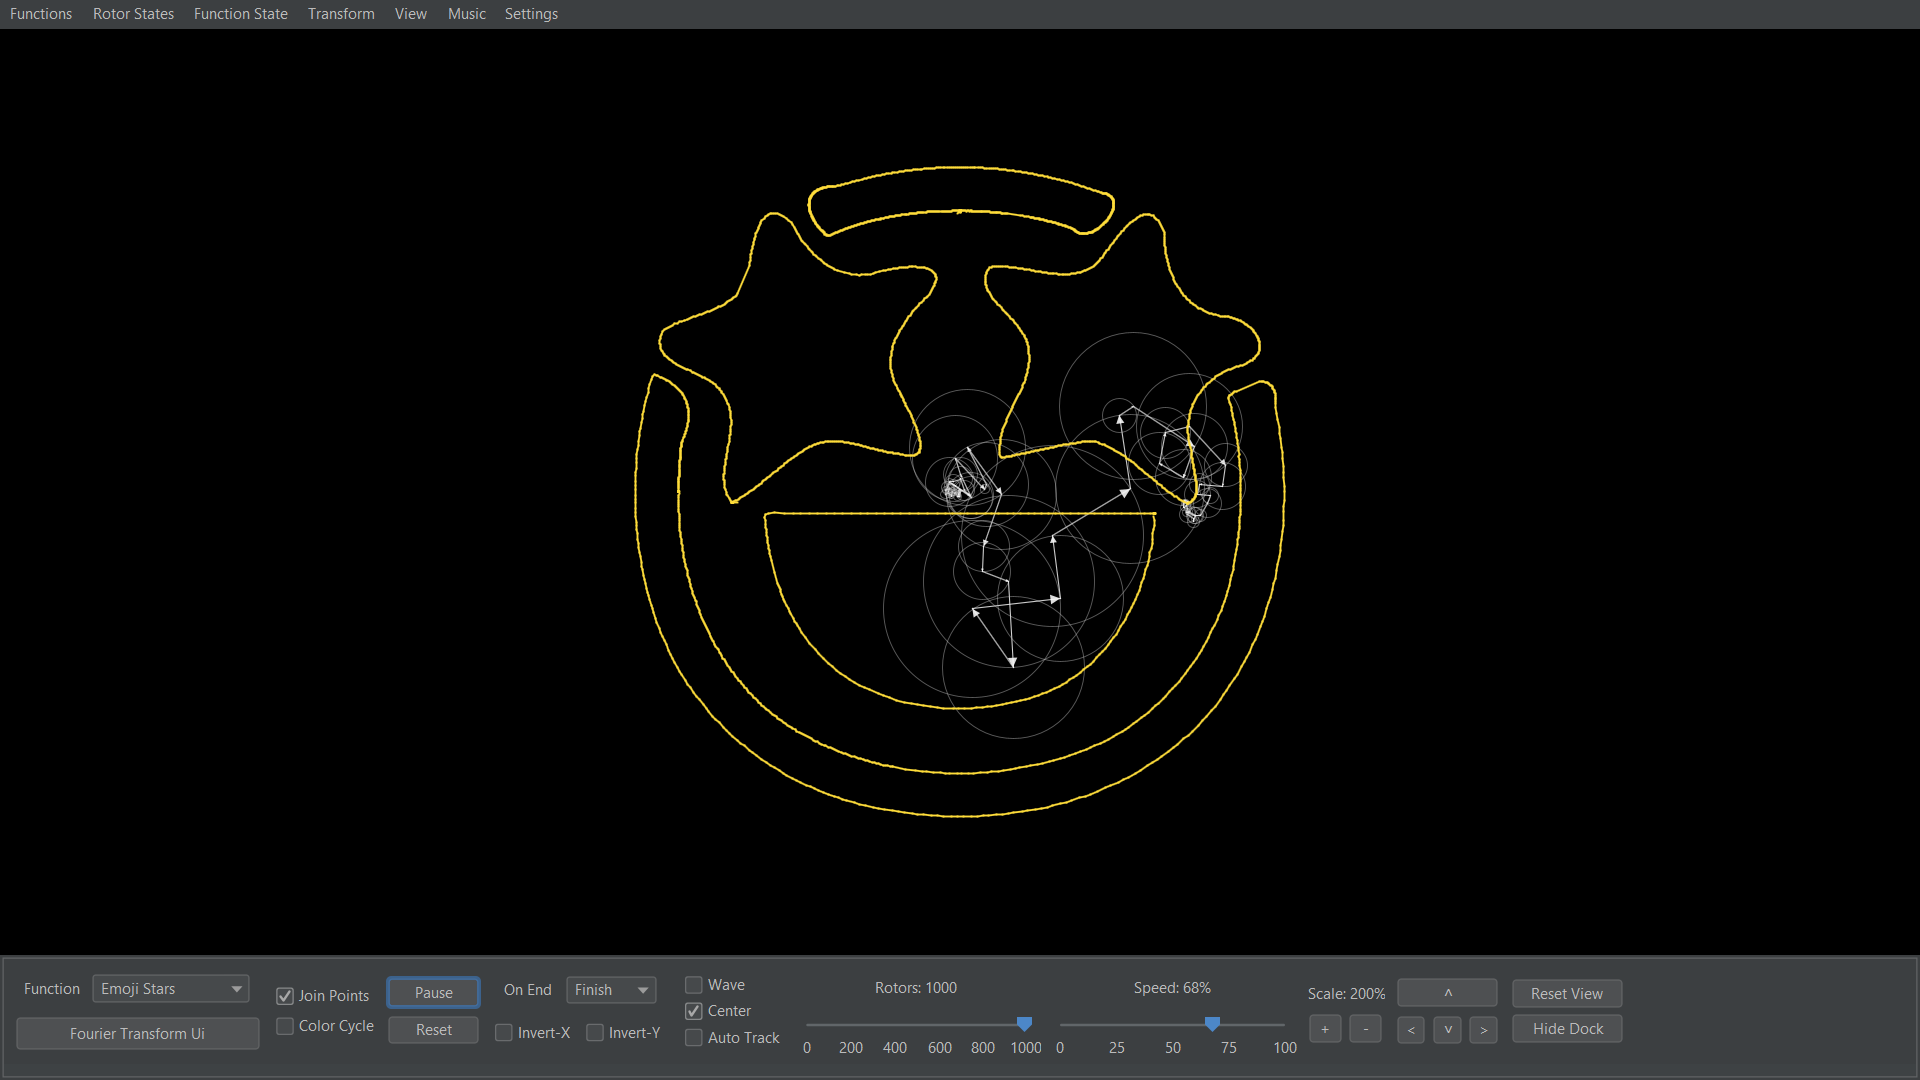 Functions Rotor States Function State Transform View Music Settings
Function Emoji Stars
Fourier Transform Ui
Join Points
Color Cycle
Pause
Reset
On End Finish
Invert-X Invert-Y
Wave
Center
Auto Track
Rotors: 1000
0 200 400 600 800 1000
Speed: 68%
0 25 50 75 100
Scale: 200%
+ - ^ < v >
Reset View
Hide Dock